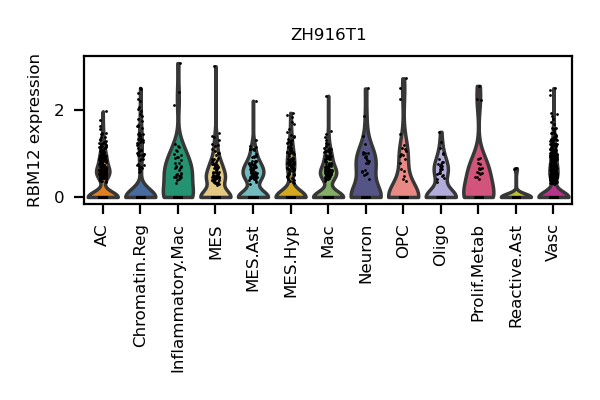 ZH916T1
RBM12 expression
2
0
AC
Chromatin.Reg
Inflammatory.Mac
MES
MES.Ast
MES.Hyp
Mac
Neuron
OPC
Oligo
Prolif.Metab
Reactive.Ast
Vasc